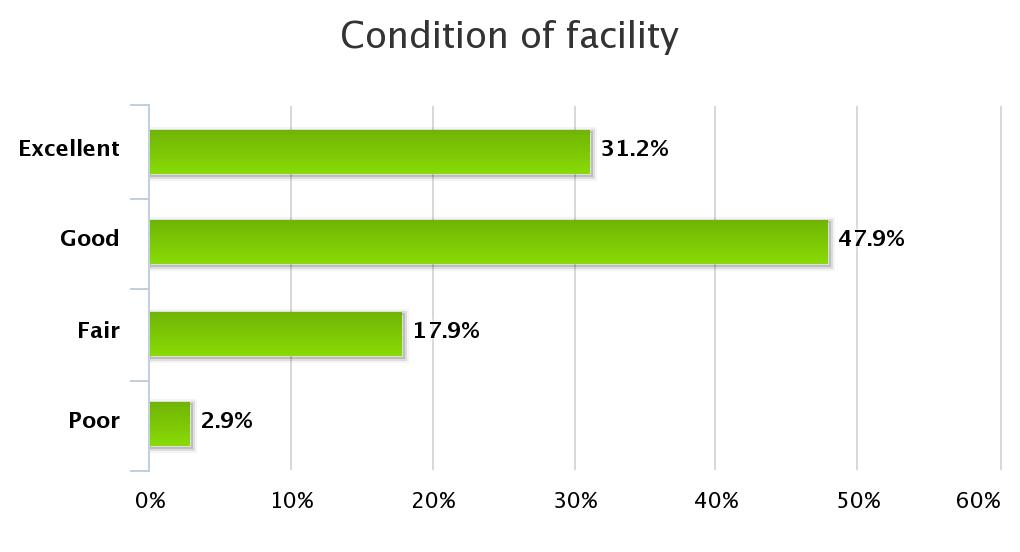 Condition of facility
Excellent 31.2%
Good 47.9%
Fair 17.9%
Poor 2.9%
0% 10% 20% 30% 40% 50% 60%